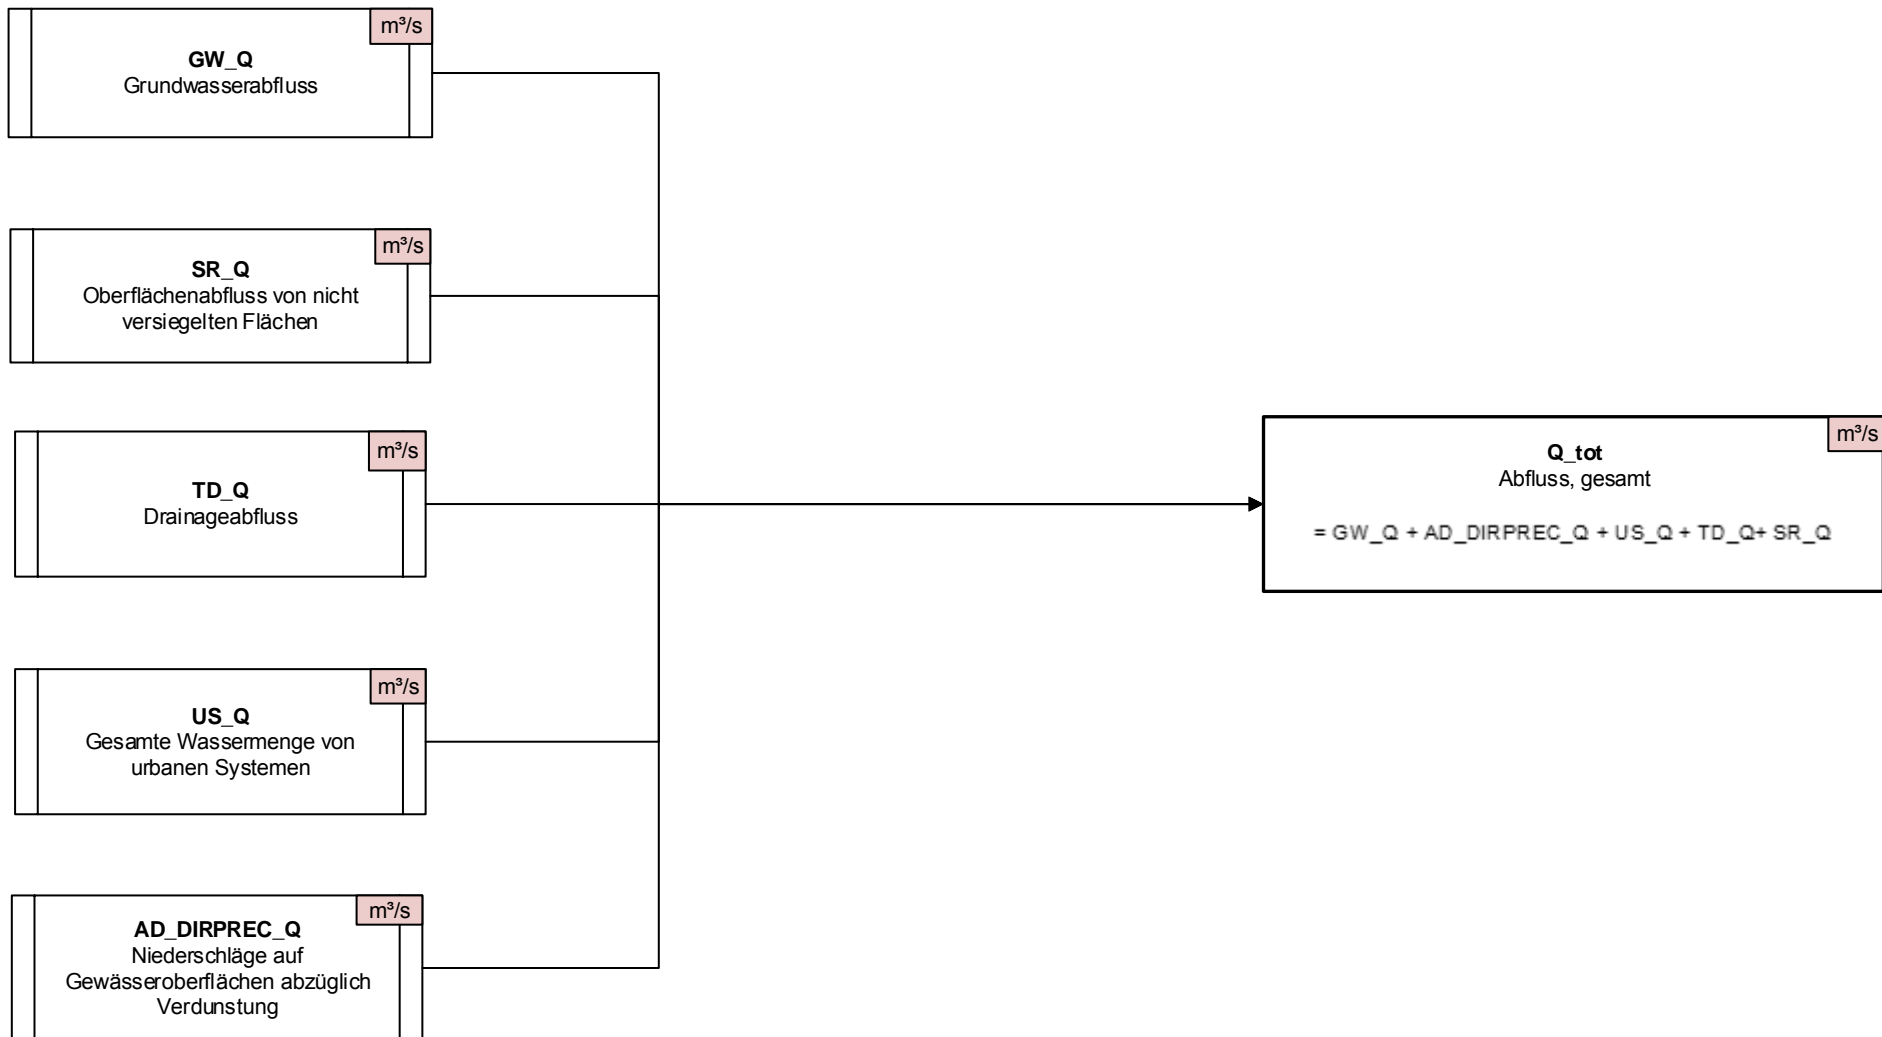 m³/s
GW_Q
Grundwasserabfluss
m³/s
SR_Q
Oberflächenabfluss von nicht
versiegelten Flächen
m³/s
TD_Q
Drainageabfluss
m³/s
Q_tot
Abfluss, gesamt
= GW_Q + AD_DIRPREC_Q + US_Q + TD_Q+ SR_Q
m³/s
US_Q
Gesamte Wassermenge von
urbanen Systemen
m³/s
AD_DIRPREC_Q
Niederschläge auf
Gewässeroberflächen abzüglich
Verdunstung